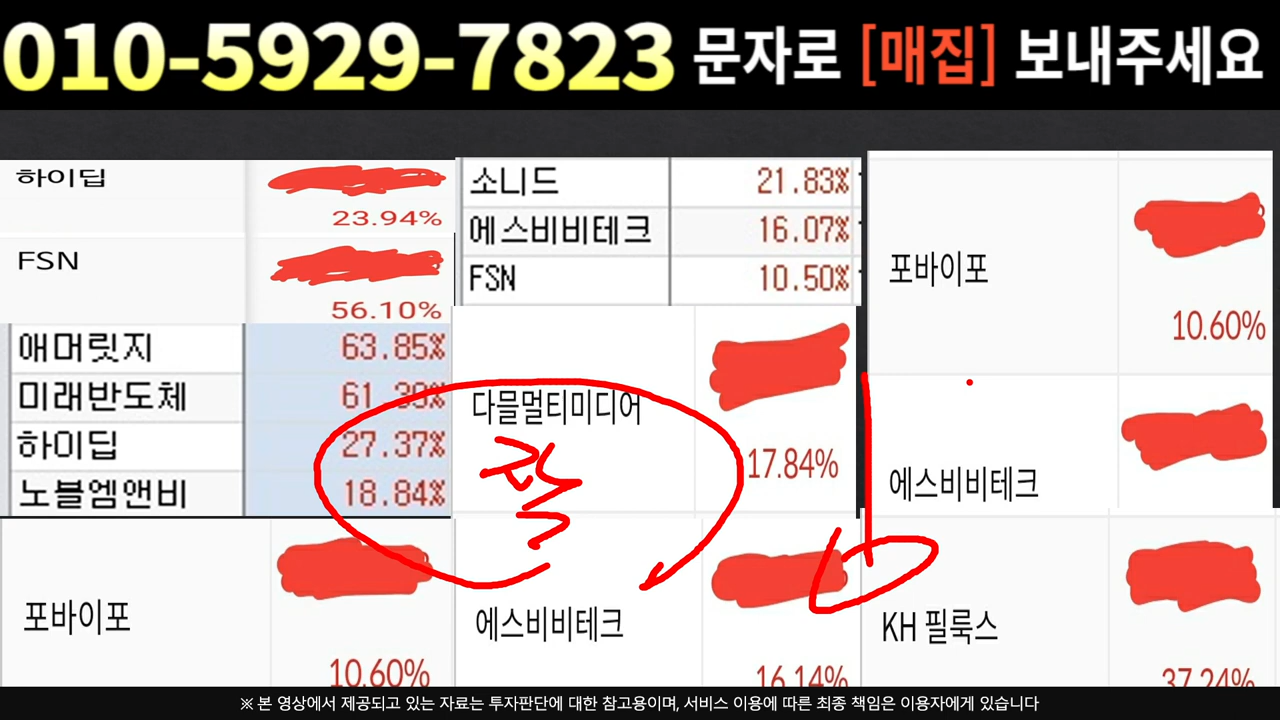 010-5929-7823 문자로 [매집] 보내주세요
하이딥
23.94%
FSN
56.10%
애머릿지 63.85%
미래반도체 61.39%
하이딥 27.37%
노블엠앤비 18.84%
포바이포
10.60%
소니드 21.83%
에스비비테크 16.07%
FSN 10.50%
다믈멀티미디어
17.84%
잘
에스비비테크
16.14%
포바이포
10.60%
에스비비테크
KH 필룩스
37.24%
※ 본 영상에서 제공되고 있는 자료는 투자판단에 대한 참고용이며, 서비스 이용에 따른 최종 책임은 이용자에게 있습니다